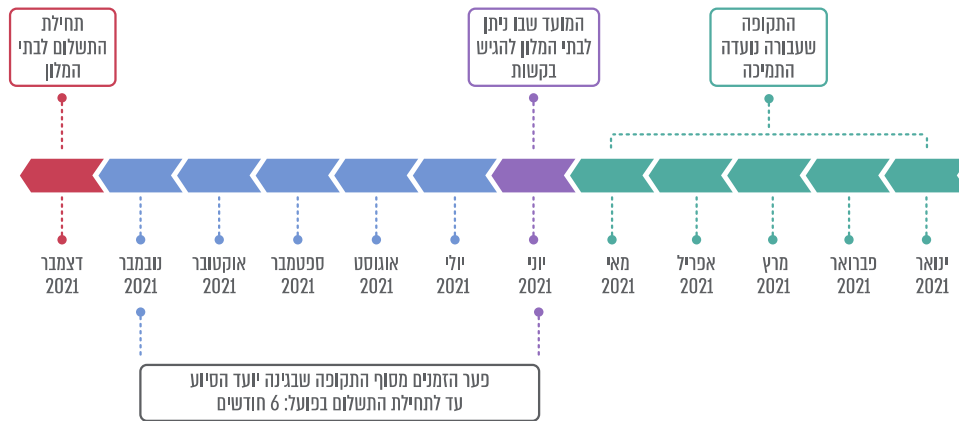 התקופה
שעבורה נועדה
התמיכה
המועד שבו ניתן
לבתי המלון להגיש
בקשות
תחילת
התשלום לבתי
המלון
ינואר
2021
פברואר
2021
מרץ
2021
אפריל
2021
מאי
2021
יוני
2021
יולי
2021
אוגוסט
2021
ספטמבר
2021
אוקטובר
2021
נובמבר
2021
דצמבר
2021
פער הזמנים מסוף התקופה שבגינה יועד הסיוע
עד לתחילת התשלום בפועל: 6 חודשים